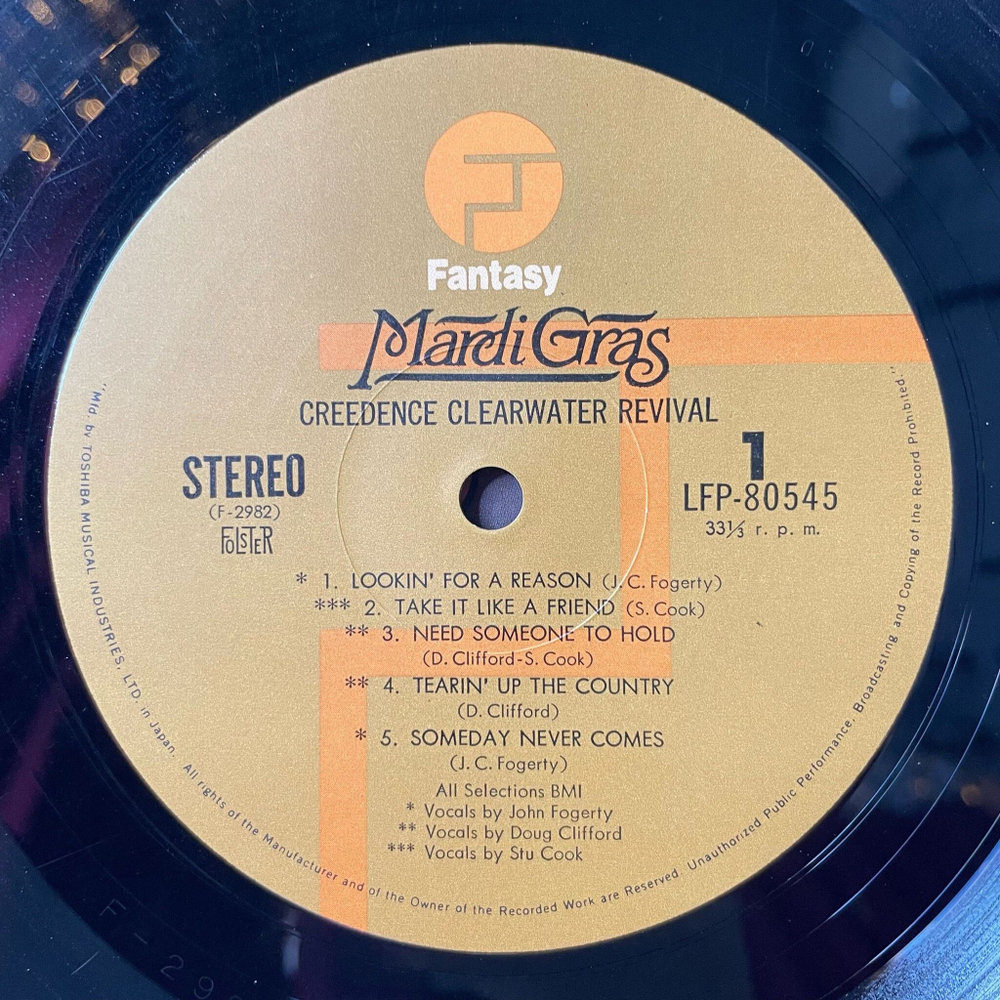 Fantasy
Mardi Gras
CREEDENCE CLEARWATER REVIVAL
STEREO
(F-2982)
FOLSTER
1
LFP-80545
33⅓ r. p. m.
* 1. LOOKIN' FOR A REASON (J. C. Fogerty)
*** 2. TAKE IT LIKE A FRIEND (S. Cook)
** 3. NEED SOMEONE TO HOLD
(D. Clifford-S. Cook)
** 4. TEARIN' UP THE COUNTRY
(D. Clifford)
* 5. SOMEDAY NEVER COMES
(J. C. Fogerty)
All Selections BMI
* Vocals by John Fogerty
** Vocals by Doug Clifford
*** Vocals by Stu Cook
"Mfd. by TOSHIBA MUSICAL INDUSTRIES, LTD. in Japan. All rights of the Manufacturer and of the Owner of the Recorded Work are Reserved. Unauthorized Public Performance, Broadcasting and Copying of the Record Prohibited."